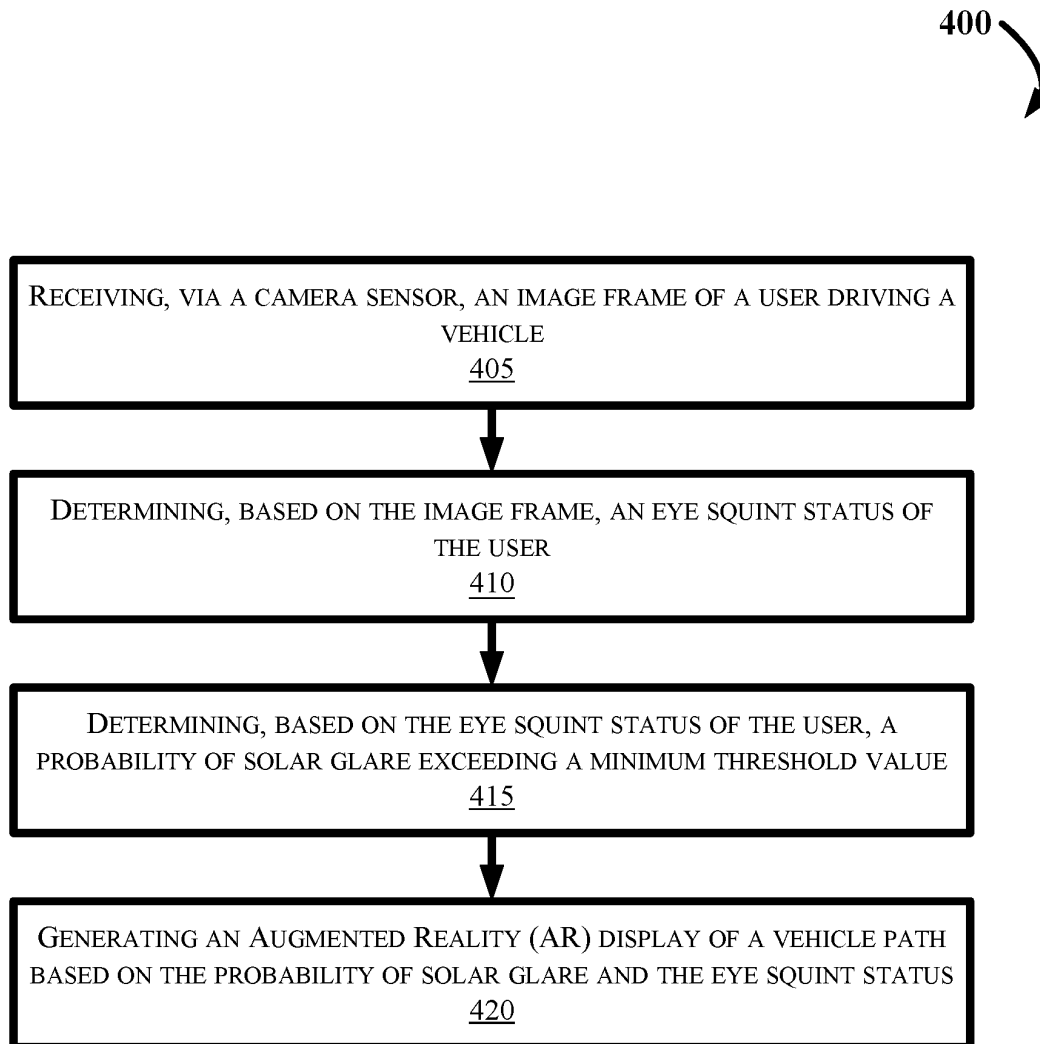 400
RECEIVING, VIA A CAMERA SENSOR, AN IMAGE FRAME OF A USER DRIVING A
VEHICLE
405
DETERMINING, BASED ON THE IMAGE FRAME, AN EYE SQUINT STATUS OF
THE USER
410
DETERMINING, BASED ON THE EYE SQUINT STATUS OF THE USER, A
PROBABILITY OF SOLAR GLARE EXCEEDING A MINIMUM THRESHOLD VALUE
415
GENERATING AN AUGMENTED REALITY (AR) DISPLAY OF A VEHICLE PATH
BASED ON THE PROBABILITY OF SOLAR GLARE AND THE EYE SQUINT STATUS
420